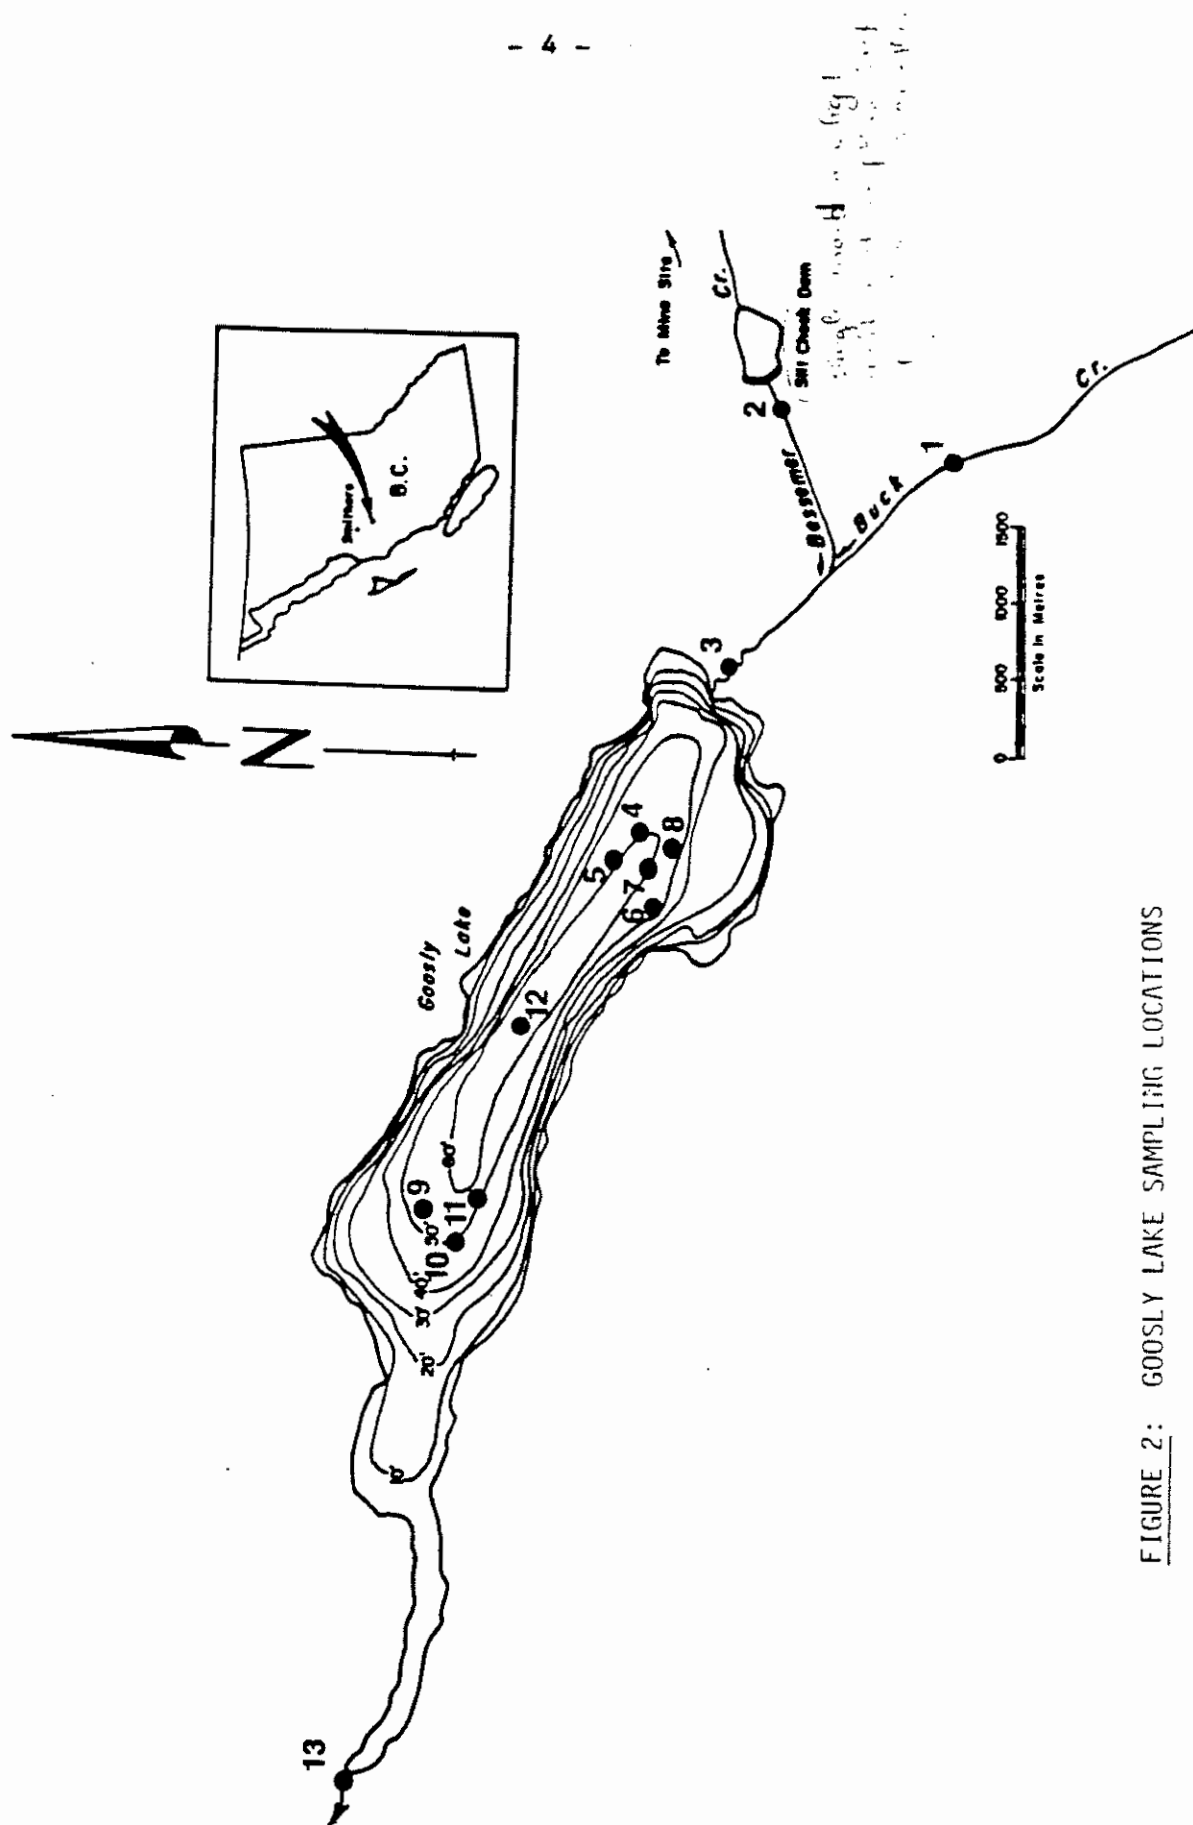 - 4 -
N
Smithers
B.C.
To Mine Site
Cr.
Silt Check Dam
2
Bessemer
Buck
1
Cr.
3
0 500 1000 1500
Scale in Metres
Goosly
Lake
4
5
8
7
6
12
60'
9
11
50'
10
40'
30'
20'
10'
13
FIGURE 2: GOOSLY LAKE SAMPLING LOCATIONS